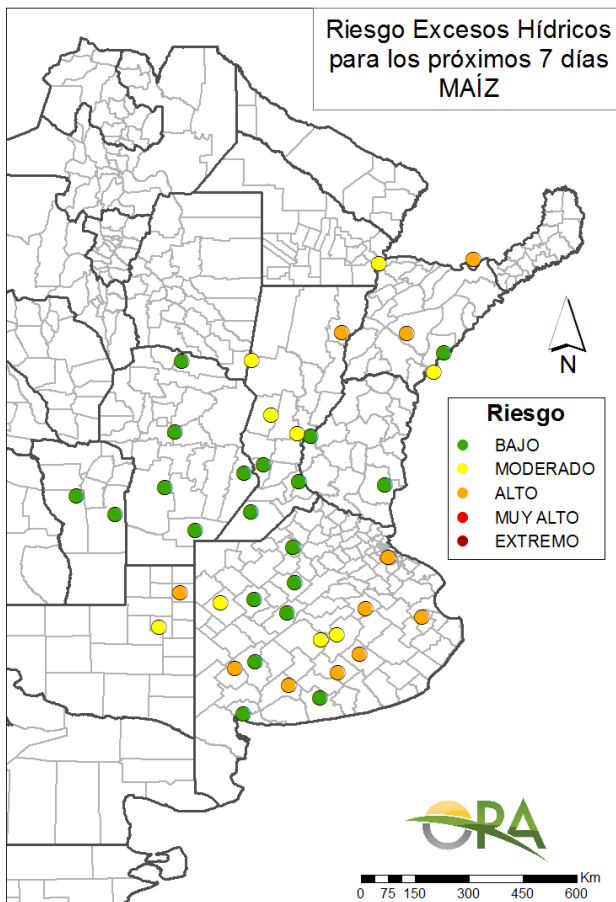 Riesgo Excesos Hídricos
para los próximos 7 días
MAÍZ
N
Riesgo
BAJO
MODERADO
ALTO
MUY ALTO
EXTREMO
OPA
Km
0 75 150 300 450 600